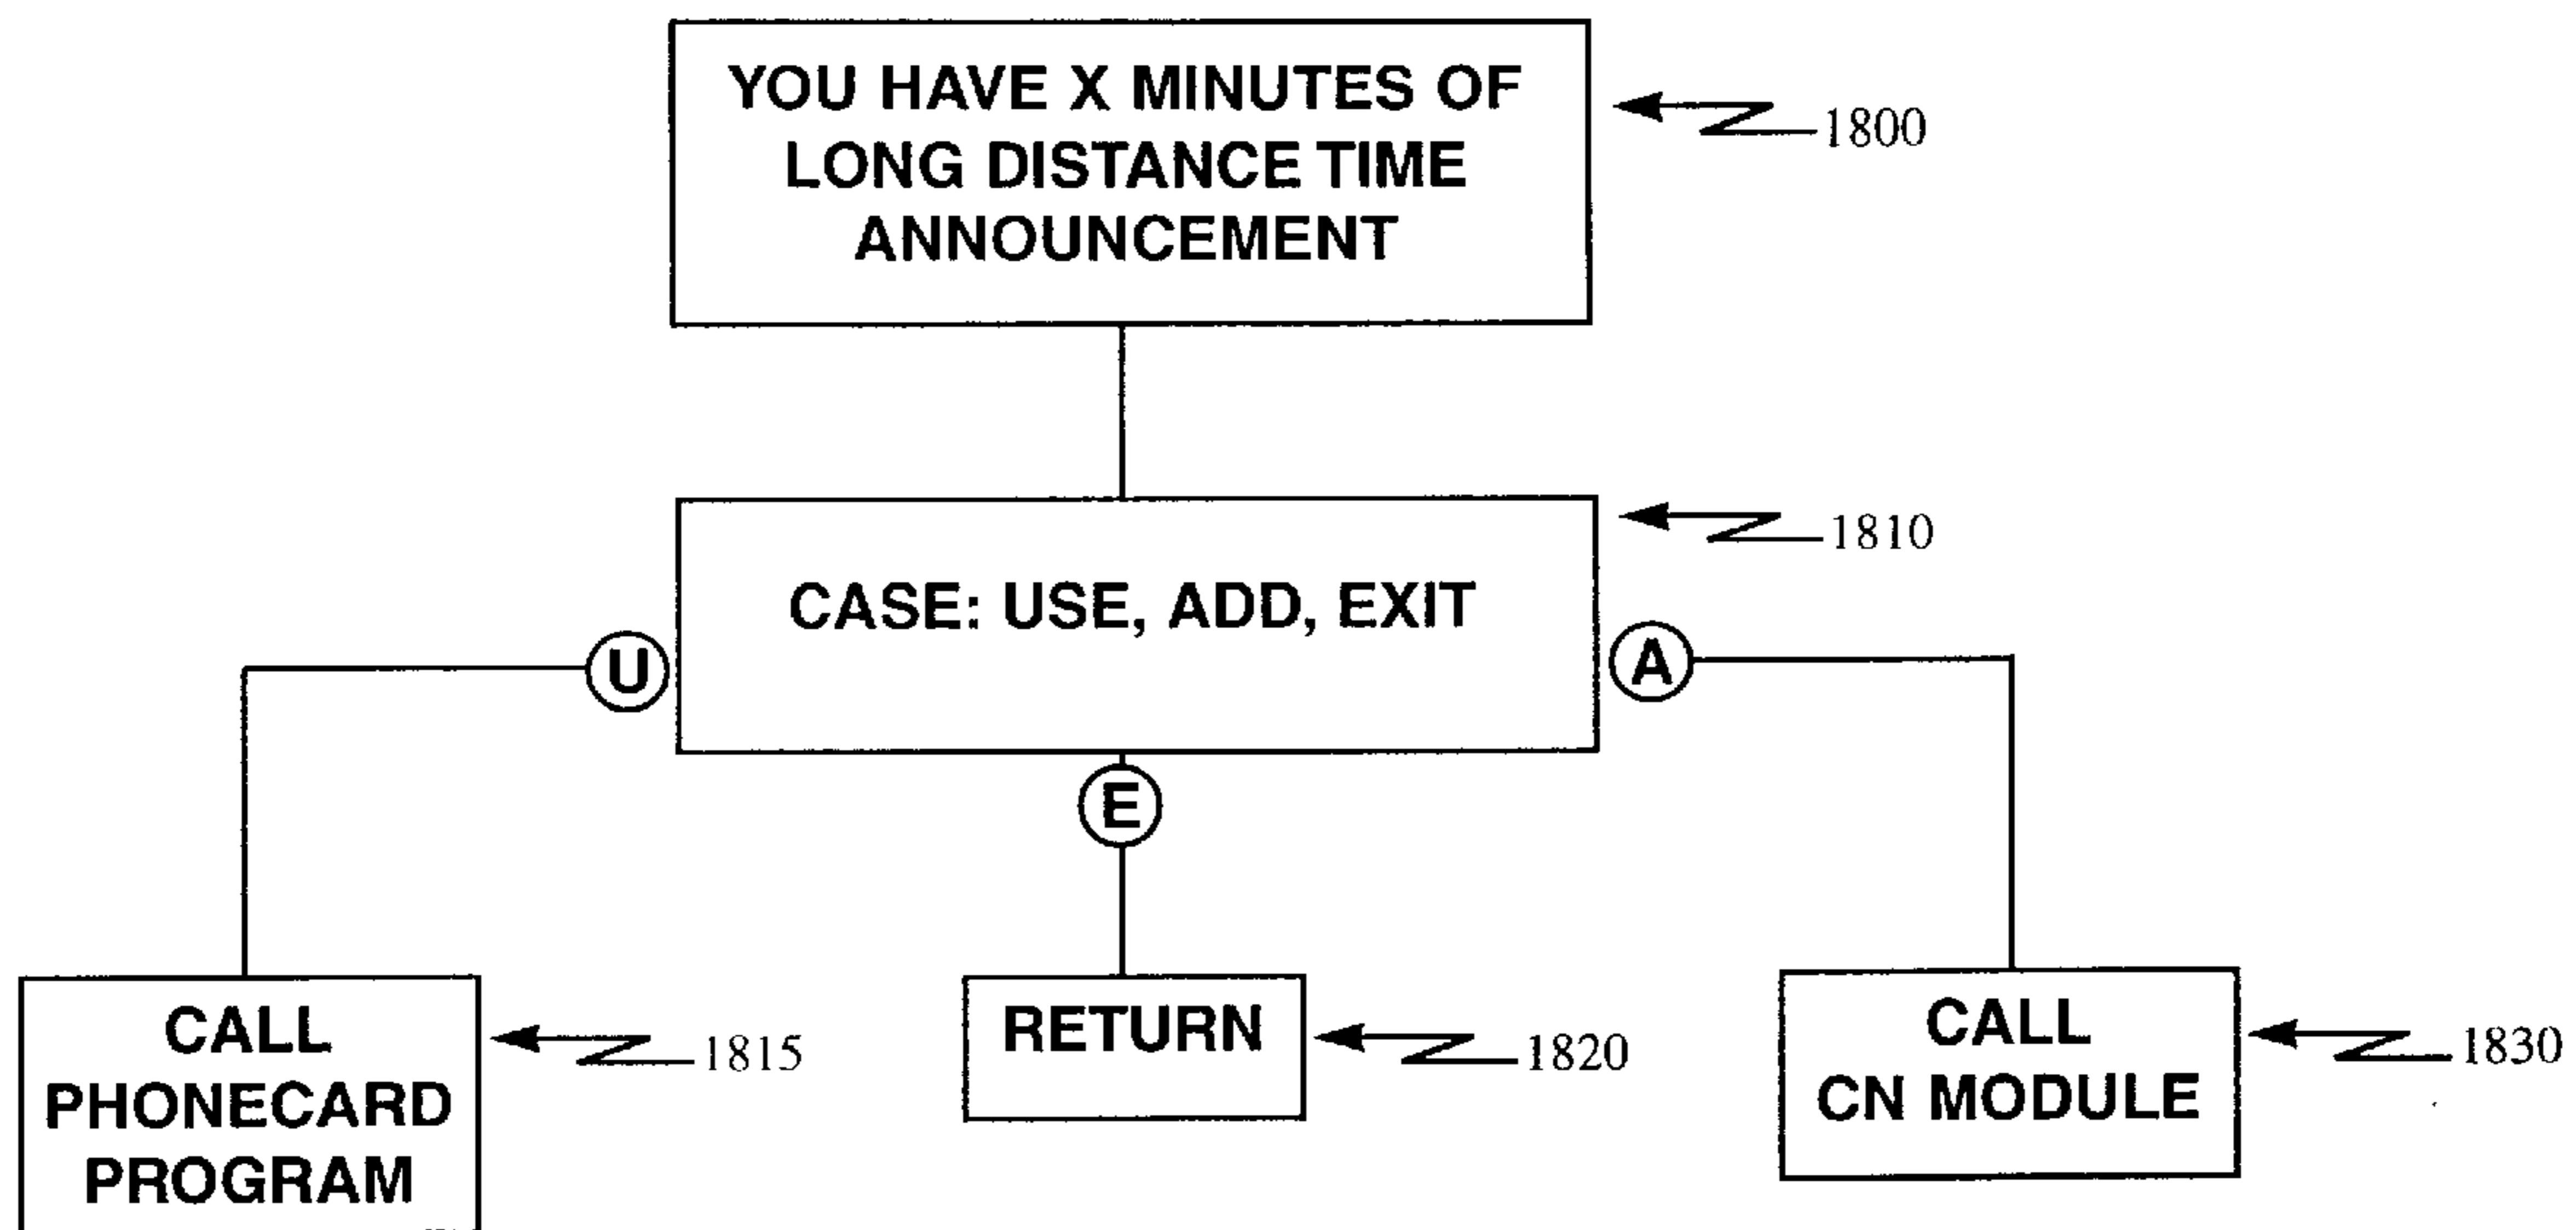 YOU HAVE X MINUTES OF
LONG DISTANCE TIME
ANNOUNCEMENT
1800
CASE: USE, ADD, EXIT
1810
U
A
E
CALL
PHONECARD
PROGRAM
1815
RETURN
1820
CALL
CN MODULE
1830